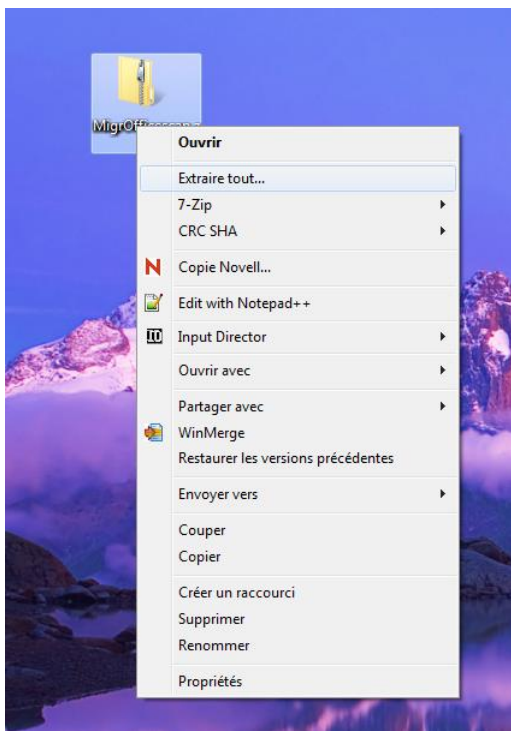 Ouvrir
Extraire tout...
7-Zip
CRC SHA
Copie Novell...
Edit with Notepad++
Input Director
Ouvrir avec
Partager avec
WinMerge
Restaurer les versions précédentes
Envoyer vers
Couper
Copier
Créer un raccourci
Supprimer
Renommer
Propriétés